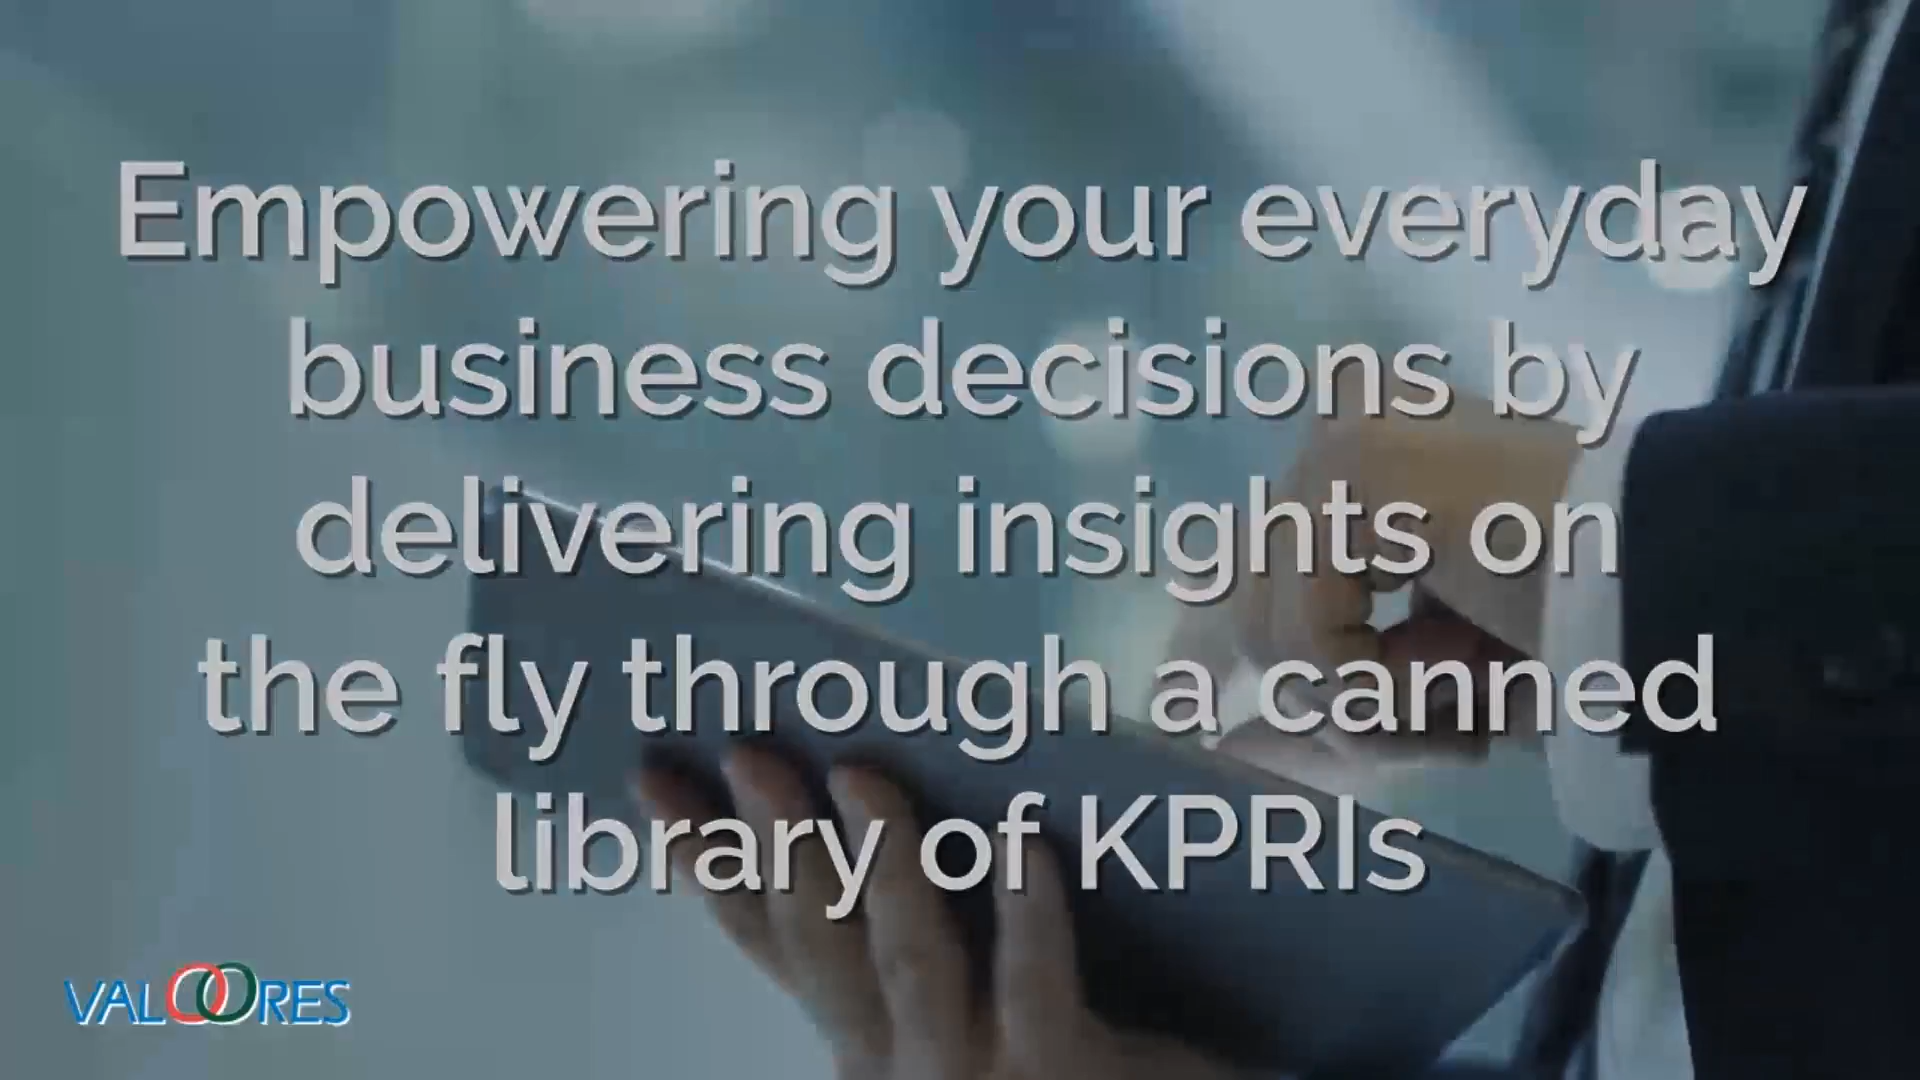 Empowering your everyday
business decisions by
delivering insights on
the fly through a canned
library of KPRIs
VALOORES